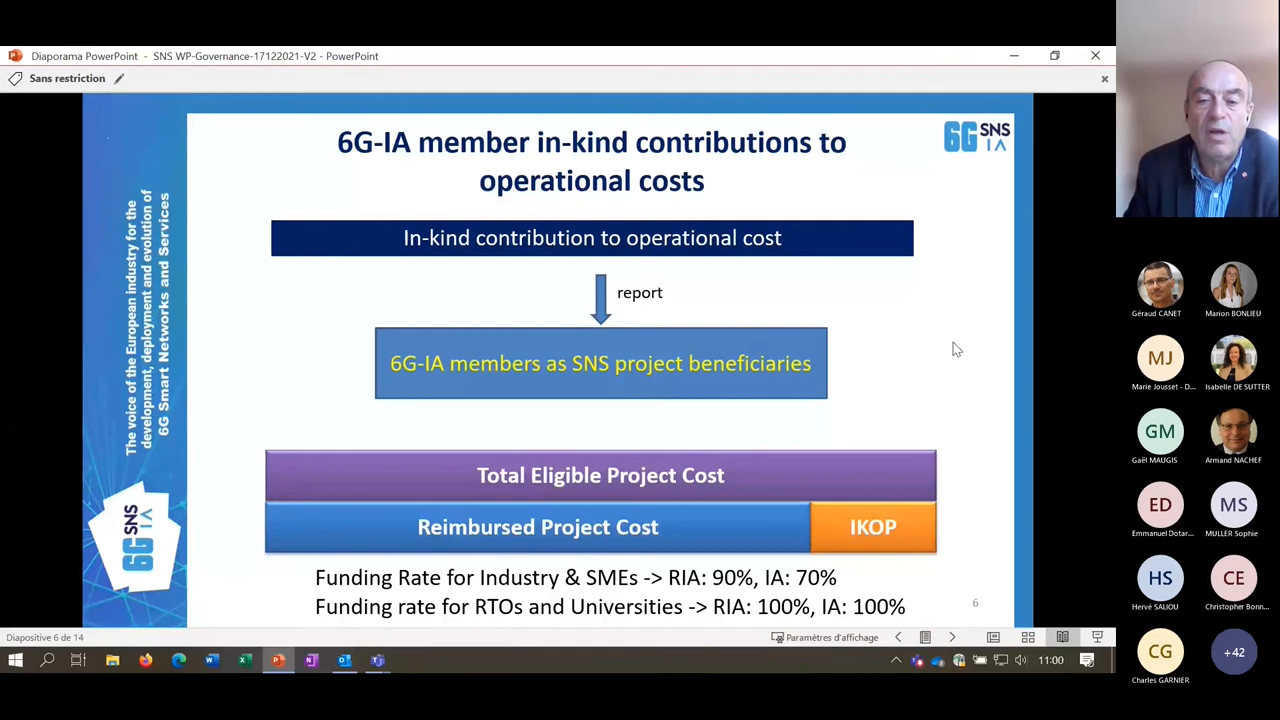 Diaporama PowerPoint - SNS WP-Governance-17122021-V2 - PowerPoint
Sans restriction
The voice of the European industry for the
development, deployment and evolution of
6G Smart Networks and Services
6G SNS
IA
6G-IA member in-kind contributions to
operational costs
6G SNS
IA
In-kind contribution to operational cost
report
6G-IA members as SNS project beneficiaries
Total Eligible Project Cost
Reimbursed Project Cost
IKOP
Funding Rate for Industry & SMEs -> RIA: 90%, IA: 70%
Funding rate for RTOs and Universities -> RIA: 100%, IA: 100%
6
Diapositive 6 de 14
Paramètres d'affichage
11:00
Géraud CANET
Marion BONLIEU
MJ
Marie Jousset - D...
Isabelle DE SUTTER
GM
Gaël MAUGIS
Armand NACHEF
ED
Emmanuel Dotar...
MS
MULLER Sophie
HS
Hervé SALIOU
CE
Christopher Bonn...
CG
Charles GARNIER
+42